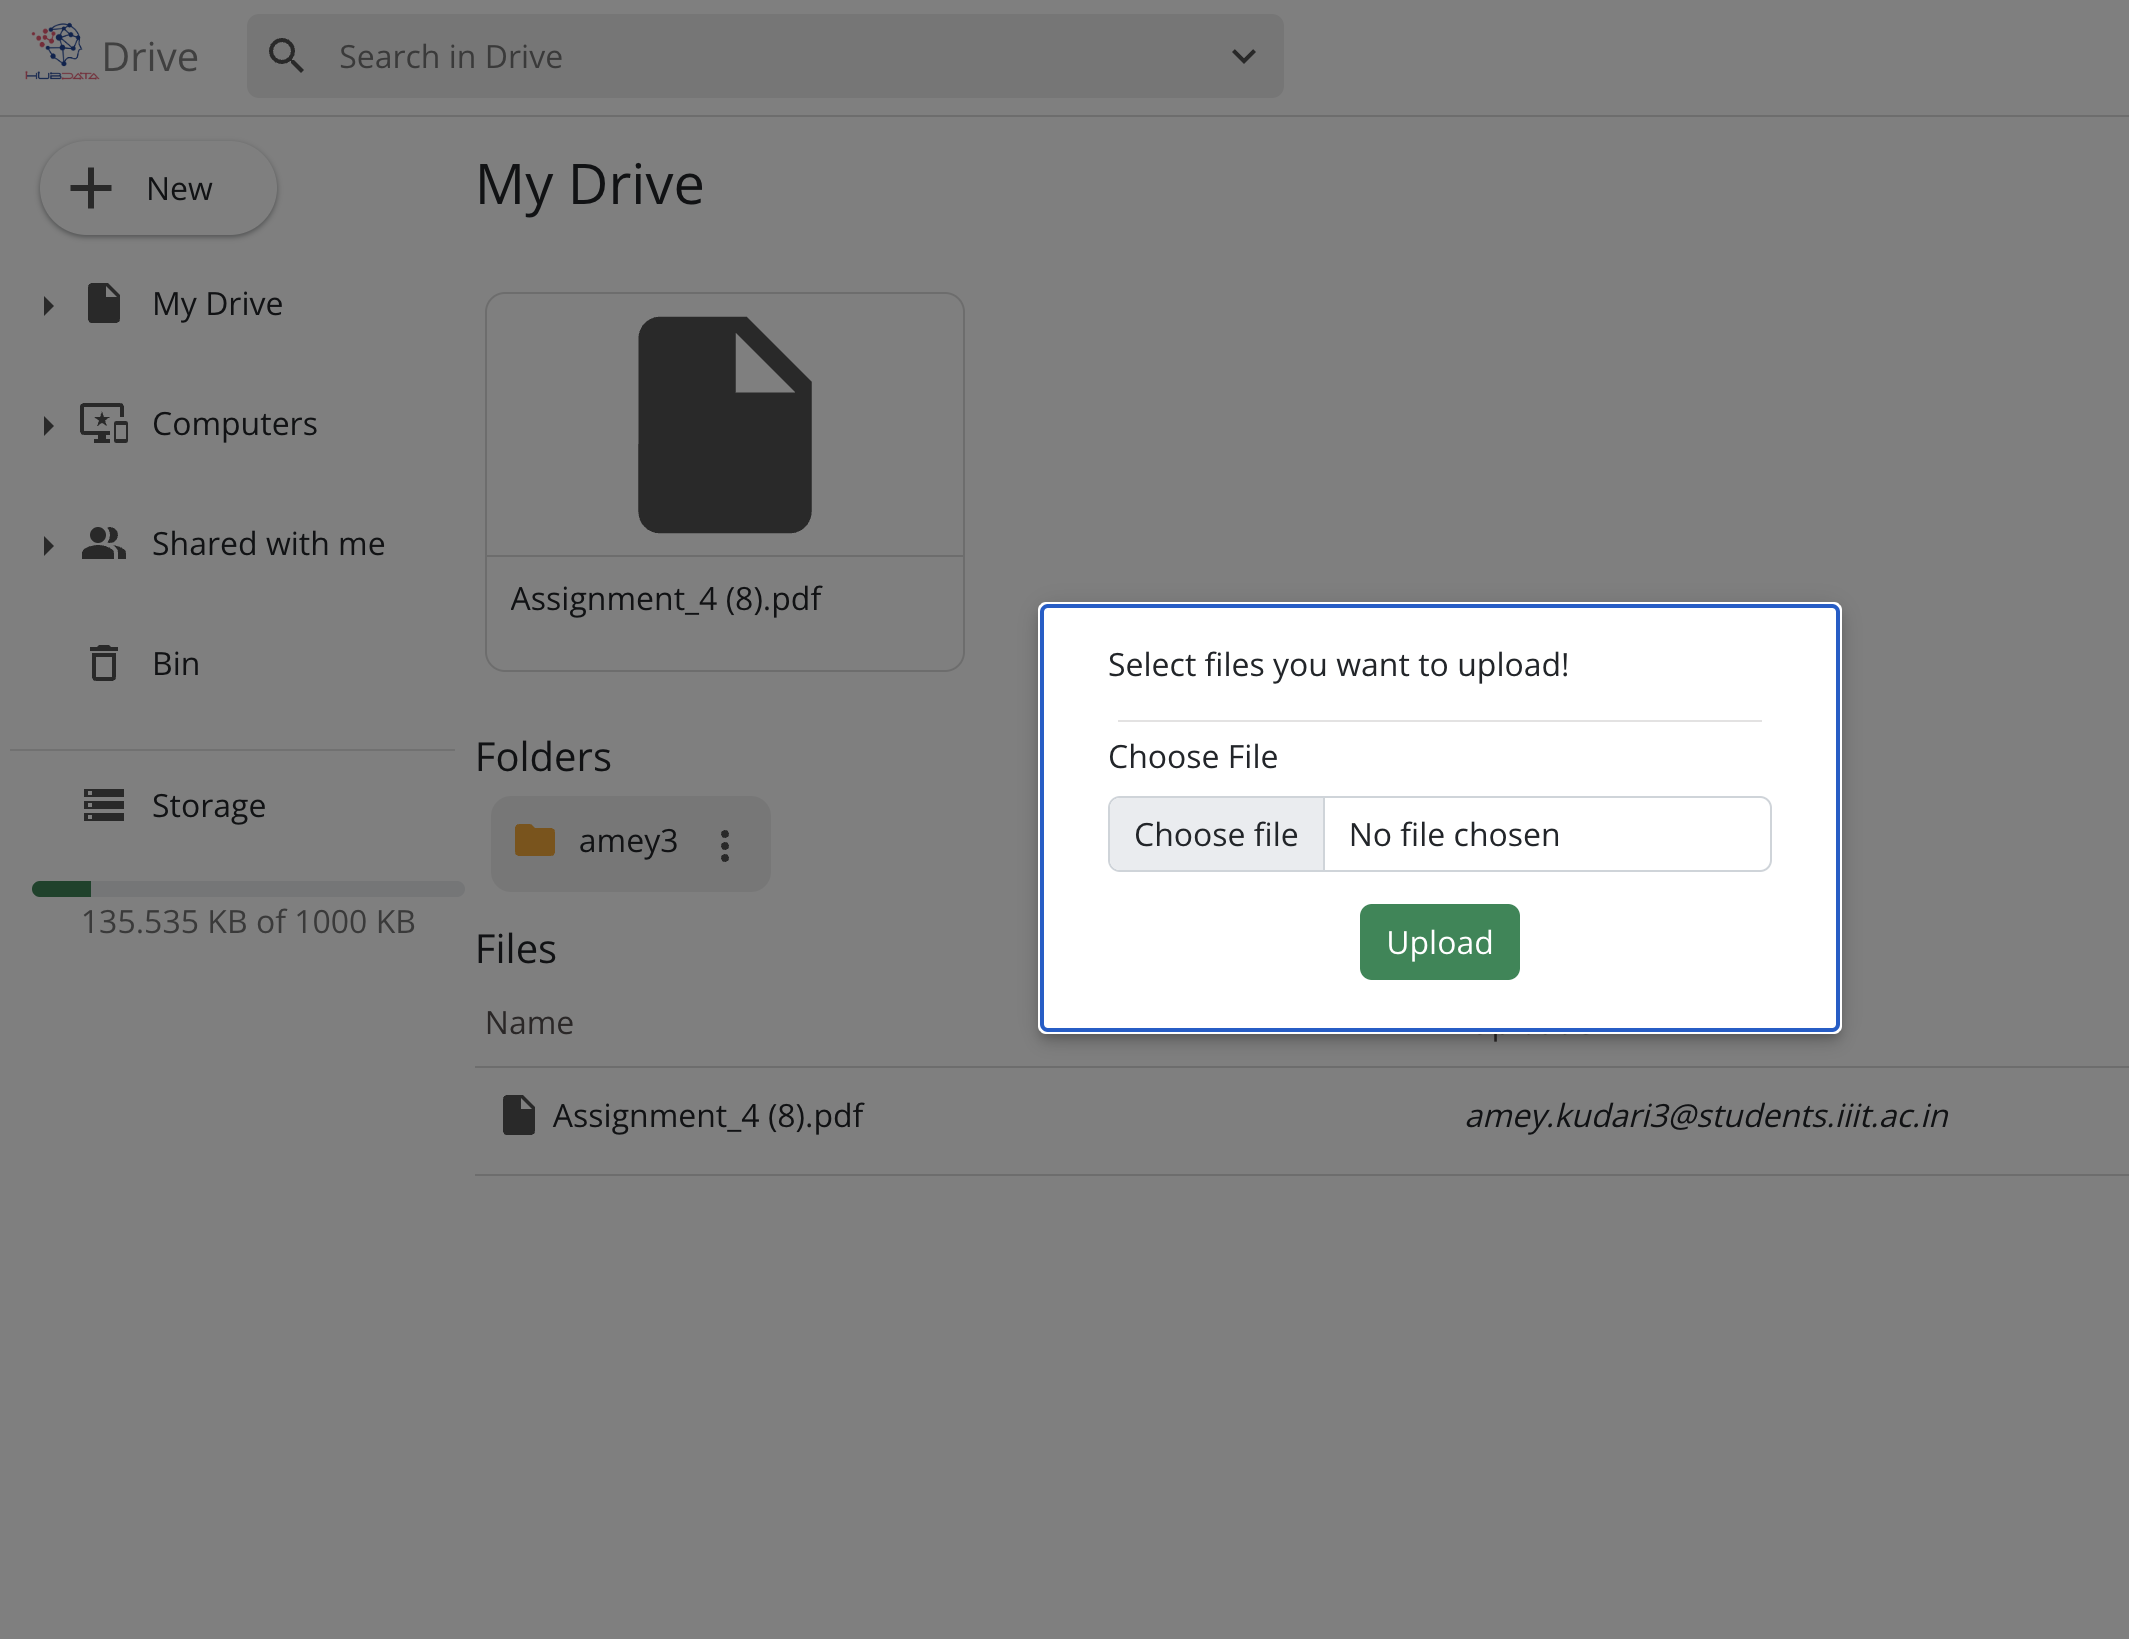 HUBDATA
Drive
Search in Drive
New
My Drive
Computers
Shared with me
Bin
Storage
135.535 KB of 1000 KB
My Drive
Assignment_4 (8).pdf
Folders
amey3
Files
Name
Assignment_4 (8).pdf
amey.kudari3@students.iiit.ac.in
Select files you want to upload!
Choose File
Choose file
No file chosen
Upload